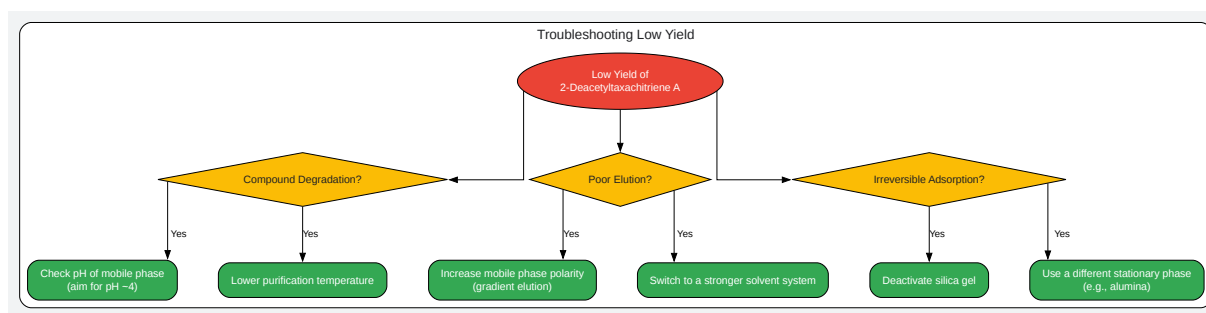 Troubleshooting Low Yield
Low Yield of
2-Deacetyltaxachitriene A
Compound Degradation?
Poor Elution?
Irreversible Adsorption?
Yes
Yes
Yes
Yes
Yes
Yes
Check pH of mobile phase
(aim for pH ~4)
Lower purification temperature
Increase mobile phase polarity
(gradient elution)
Switch to a stronger solvent system
Deactivate silica gel
Use a different stationary phase
(e.g., alumina)